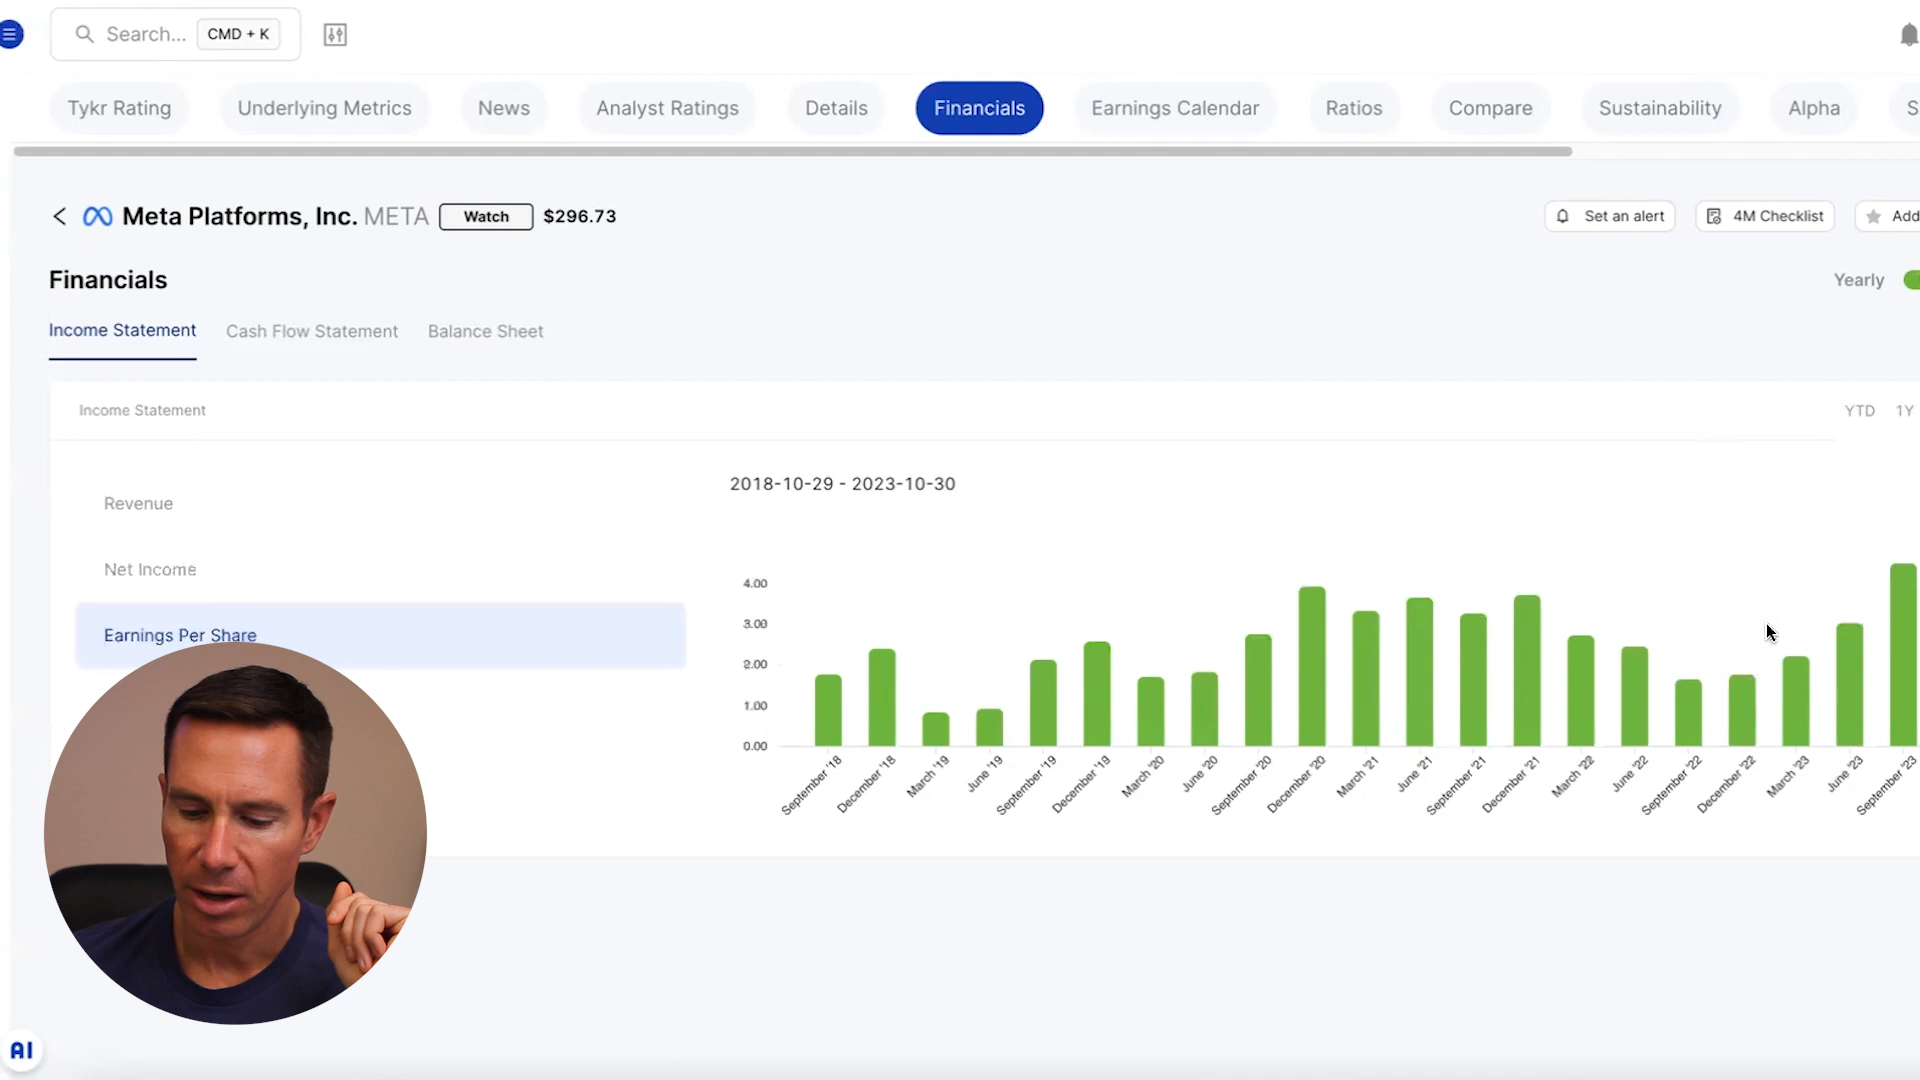 Search... CMD + K
Tykr Rating Underlying Metrics News Analyst Ratings Details Financials Earnings Calendar Ratios Compare Sustainability Alpha S
Meta Platforms, Inc. META Watch $296.73 Set an alert 4M Checklist Add
Financials Yearly
Income Statement Cash Flow Statement Balance Sheet
Income Statement YTD 1Y
Revenue
Net Income
Earnings Per Share
2018-10-29 - 2023-10-30
4.00
3.00
2.00
1.00
0.00
September '18 December '18 March '19 June '19 September '19 December '19 March '20 June '20 September '20 December '20 March '21 June '21 September '21 December '21 March '22 June '22 September '22 December '22 March '23 June '23 September '23
AI